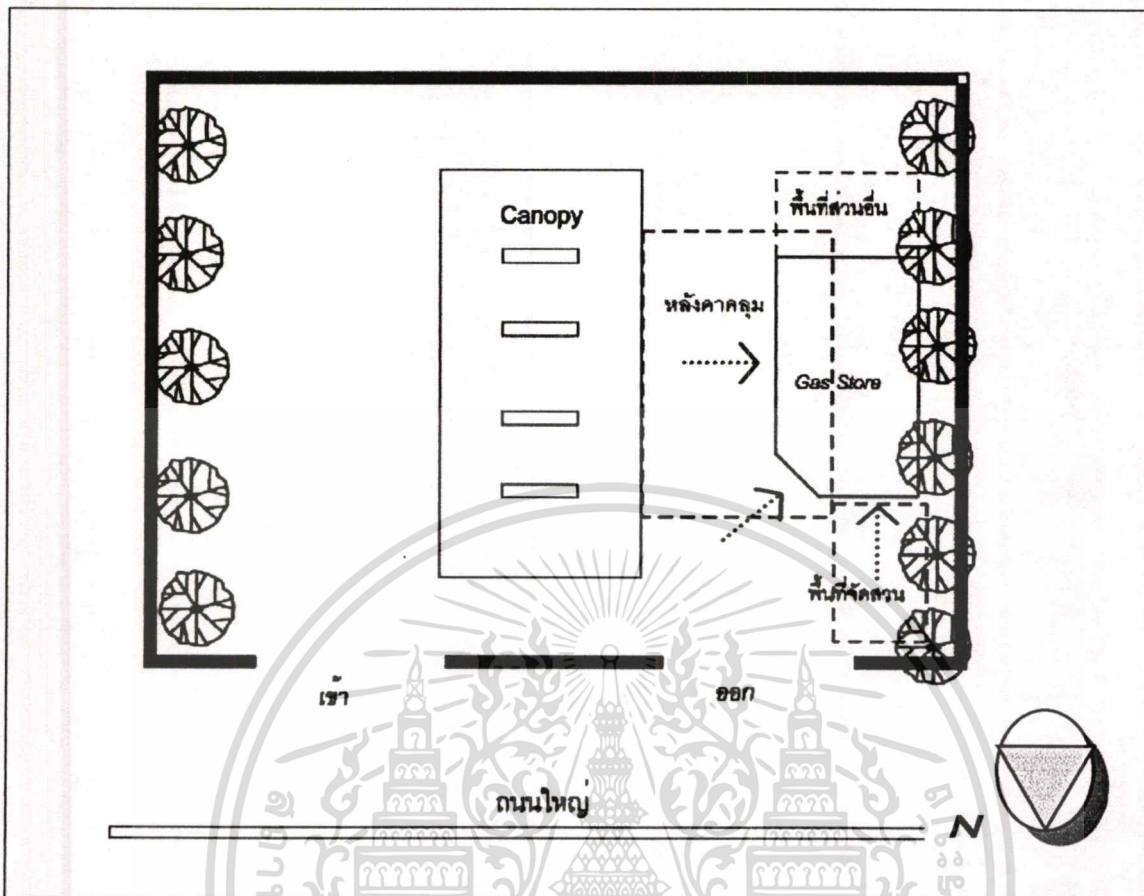 Canopy
พื้นที่ส่วนอื่น
หลังคาคลุม
Gas Store
พื้นที่จัดสวน
เข้า
ออก
ถนนใหญ่
N